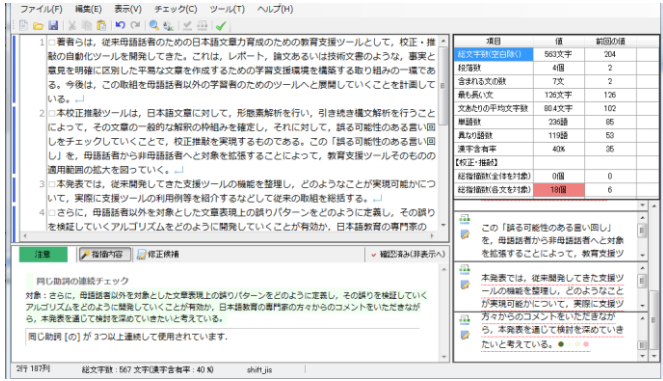 ファイル(F) 編集(E) 表示(V) チェック(C) ツール(T) ヘルプ(H)
1 □著者らは，従来母語話者のための日本語文章力育成のための教育支援ツールとして，校正・推
敲の自動化ツールを開発してきた。これは，レポート，論文あるいは技術文書のような，事実と
意見を明確に区別した平易な文章を作成するための学習支援環境を構築する取り組みの一環であ
る。今後は，この取組を母語話者以外の学習者のためのツールへと展開していくことを計画して
いる。
2 □本校正推敲ツールは，日本語文章に対して，形態素解析を行い，引き続き構文解析を行うこと
によって，その文章の一般的な解釈の枠組みを確定し，それに対して，誤る可能性のある言い回
しをチェックしていくことで，校正推敲を実現するものである。この「誤る可能性のある言い回
し」を，母語話者から非母語話者へと対象を拡張することによって，教育支援ツールそのものの
適用範囲の拡大を図っていく。
3 □本発表では，従来開発してきた支援ツールの機能を整理し，どのようなことが実現可能かにつ
いて，実際に支援ツールの利用例等を紹介するなどして従来の取組を総括する。
4 □さらに，母語話者以外を対象とした文章表現上の誤りパターンをどのように定義し，その誤り
を検証していくアルゴリズムをどのように開発していくことが有効か，日本語教育の専門家の
項目 値 前回の値
総文字数(空白除く) 563文字 204
段落数 4個 2
含まれる文の数 7文 2
最も長い文 126文字 126
文あたりの平均文字数 80.4文字 102
単語数 236語 85
異なり語数 119語 53
漢字含有率 40% 35
【校正・推敲】
総指摘数(全体を対象) 0個 0
総指摘数(各文を対象) 18個 6
この「誤る可能性のある言い回し」
を，母語話者から非母語話者へと対象
を拡張することによって，教育支援ツ
本発表では，従来開発してきた支援ツ
ールの機能を整理し，どのようなこと
が実現可能かについて，実際に支援ツ
方々からのコメントをいただきなが
ら，本発表を通じて検討を深めていき
たいと考えている。
注意 指摘内容 修正候補 確認済み(非表示へ)
同じ助詞の連続チェック
対象：さらに，母語話者以外を対象とした文章表現上の誤りパターンをどのように定義し，その誤りを検証していく
アルゴリズムをどのように開発していくことが有効か，日本語教育の専門家の方々からのコメントをいただきなが
ら，本発表を通じて検討を深めていきたいと考えている。
同じ助詞 [の] が 3つ以上連続して使用されています．
2行 187列 総文字数：567 文字(漢字含有率：40 %) shift_jis